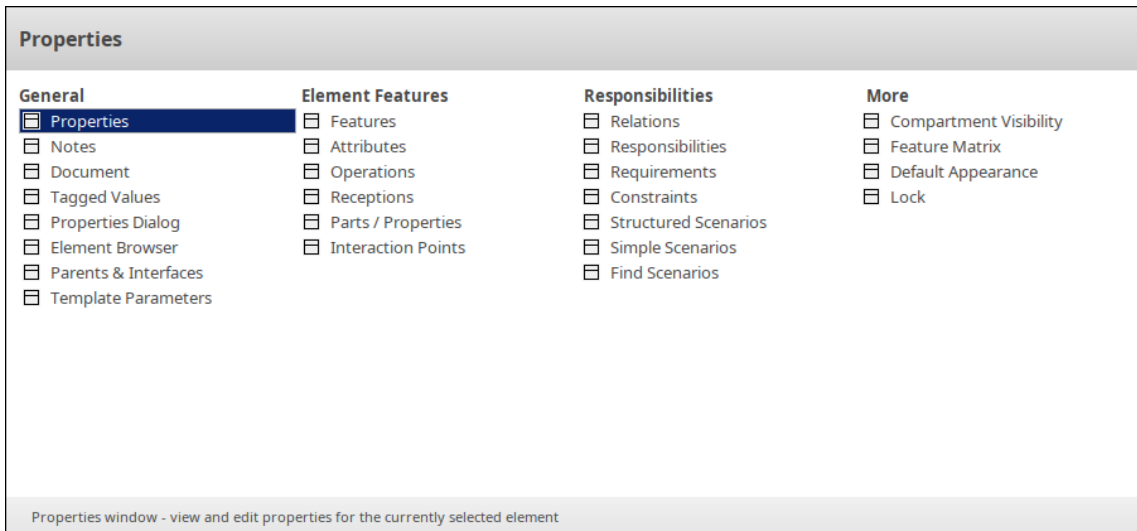 Properties
General
Properties
Notes
Document
Tagged Values
Properties Dialog
Element Browser
Parents & Interfaces
Template Parameters
Element Features
Features
Attributes
Operations
Receptions
Parts / Properties
Interaction Points
Responsibilities
Relations
Responsibilities
Requirements
Constraints
Structured Scenarios
Simple Scenarios
Find Scenarios
More
Compartment Visibility
Feature Matrix
Default Appearance
Lock
Properties window - view and edit properties for the currently selected element